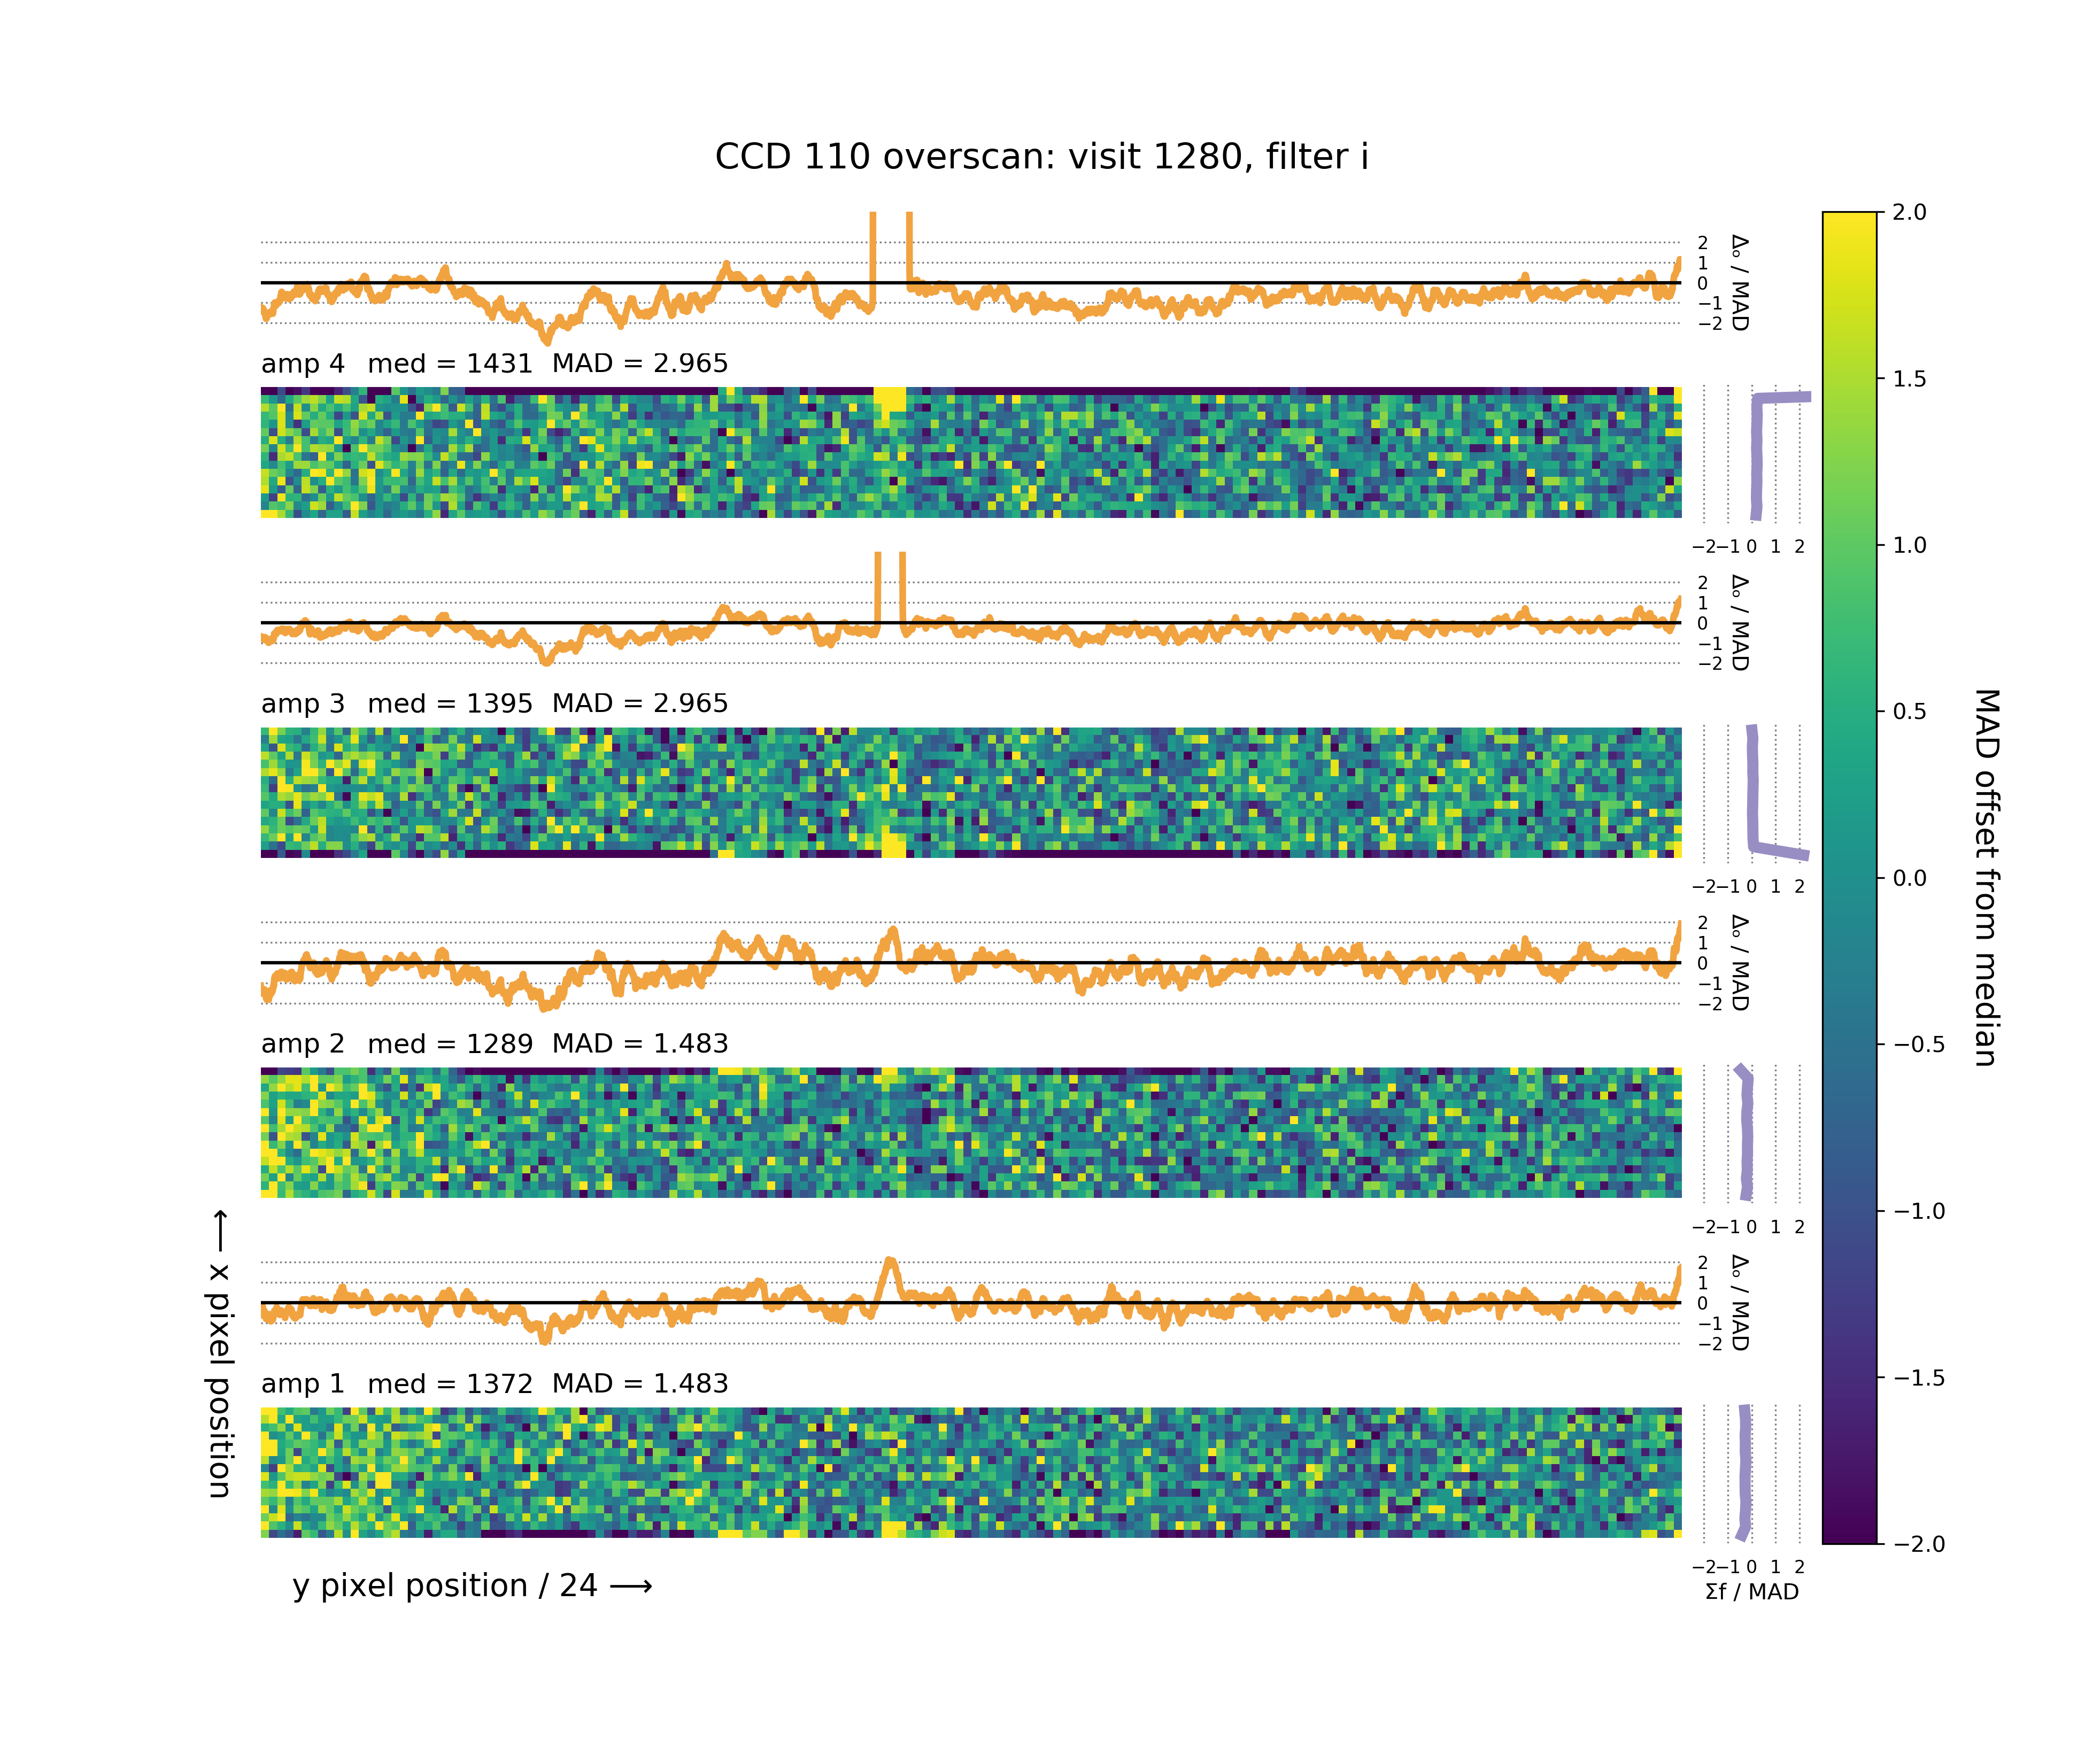 CCD 110 overscan: visit 1280, filter i
2
1
0
−1
−2
Δₒ / MAD
amp 4 med = 1431 MAD = 2.965
−2 −1 0 1 2
2
1
0
−1
−2
Δₒ / MAD
amp 3 med = 1395 MAD = 2.965
−2 −1 0 1 2
2
1
0
−1
−2
Δₒ / MAD
amp 2 med = 1289 MAD = 1.483
−2 −1 0 1 2
2
1
0
−1
−2
Δₒ / MAD
amp 1 med = 1372 MAD = 1.483
−2 −1 0 1 2
Σf / MAD
⟵ x pixel position
y pixel position / 24 ⟶
2.0
1.5
1.0
0.5
0.0
−0.5
−1.0
−1.5
−2.0
MAD offset from median